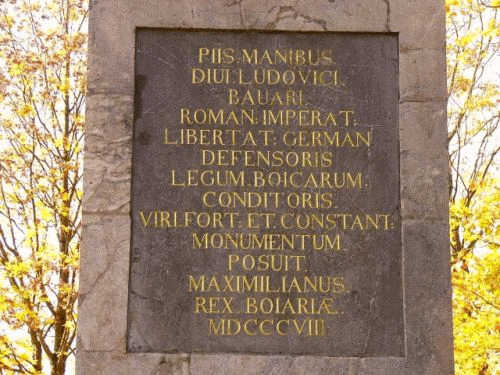 PIIS. MANIBUS.
DIUI. LUDOVICI.
BAUARI.
ROMAN: IMPERAT:
LIBERTAT: GERMAN
DEFENSORIS
LEGUM. BOICARUM.
CONDITORIS.
VIRI. FORT: ET. CONSTANT:
MONUMENTUM.
POSUIT.
MAXIMILIANUS.
REX. BOIARIÆ.
MDCCCVIII.